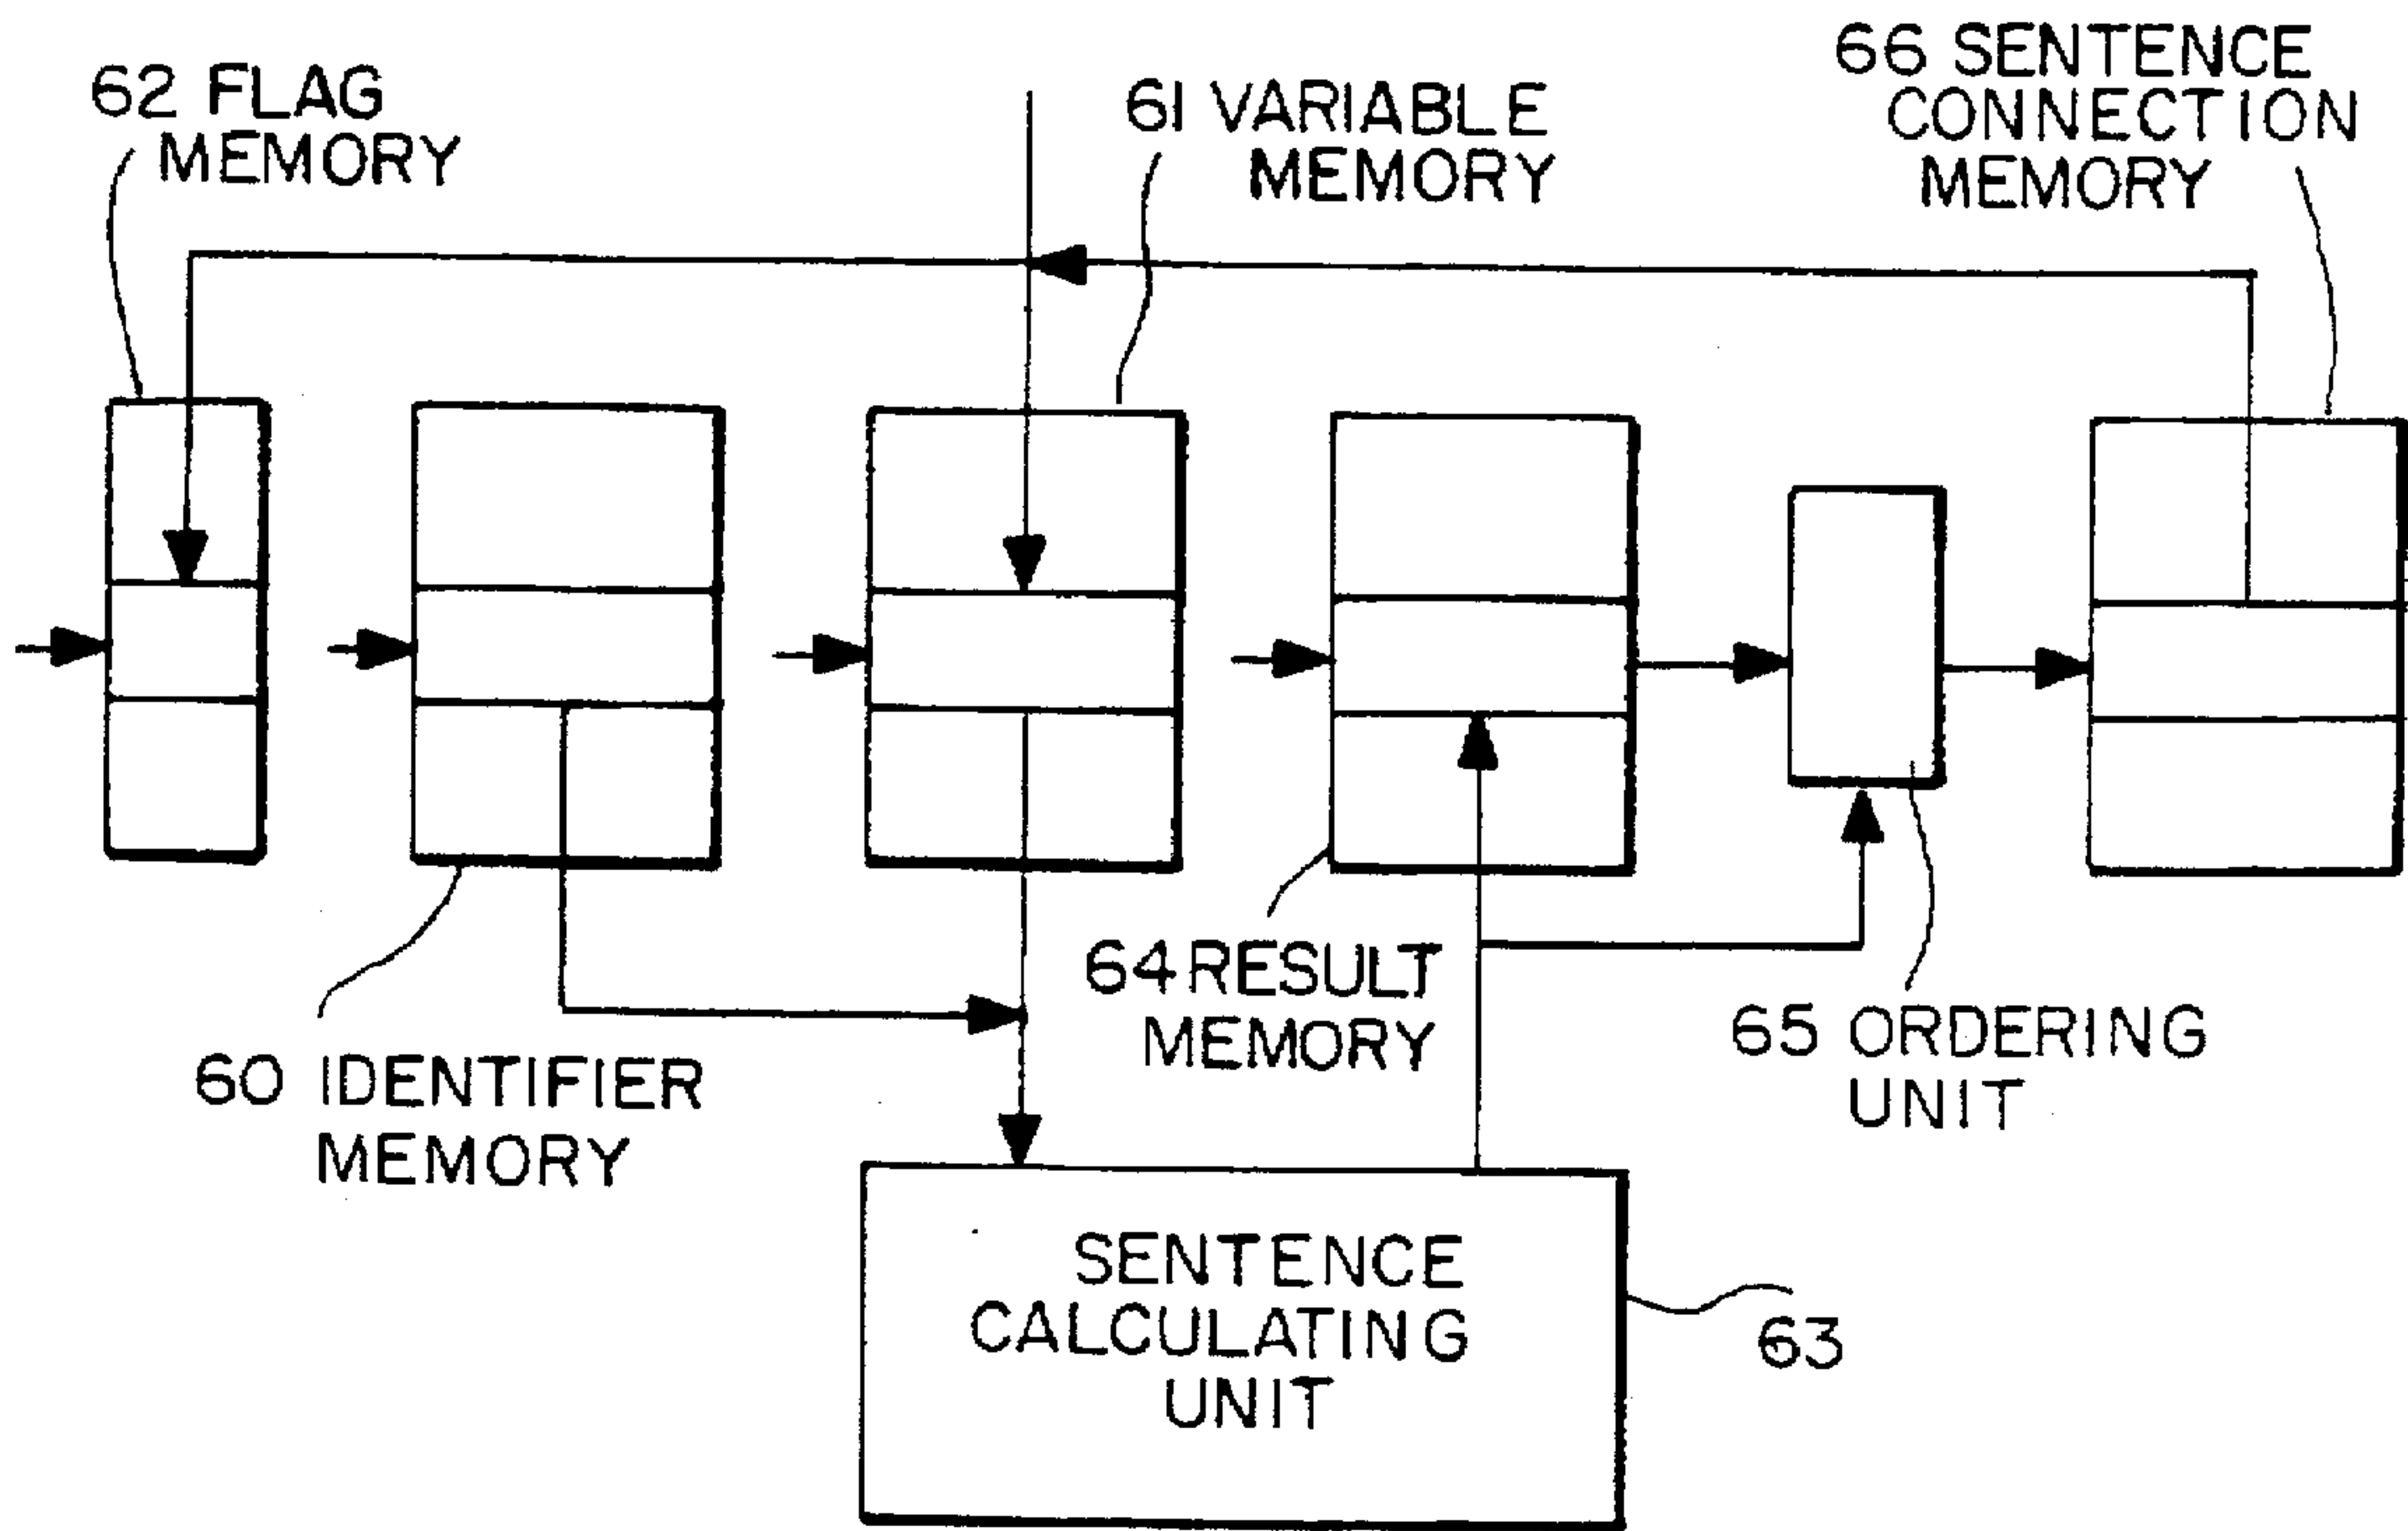 62 FLAG
MEMORY
61 VARIABLE
MEMORY
66 SENTENCE
CONNECTION
MEMORY
60 IDENTIFIER
MEMORY
64 RESULT
MEMORY
65 ORDERING
UNIT
SENTENCE
CALCULATING
UNIT
63